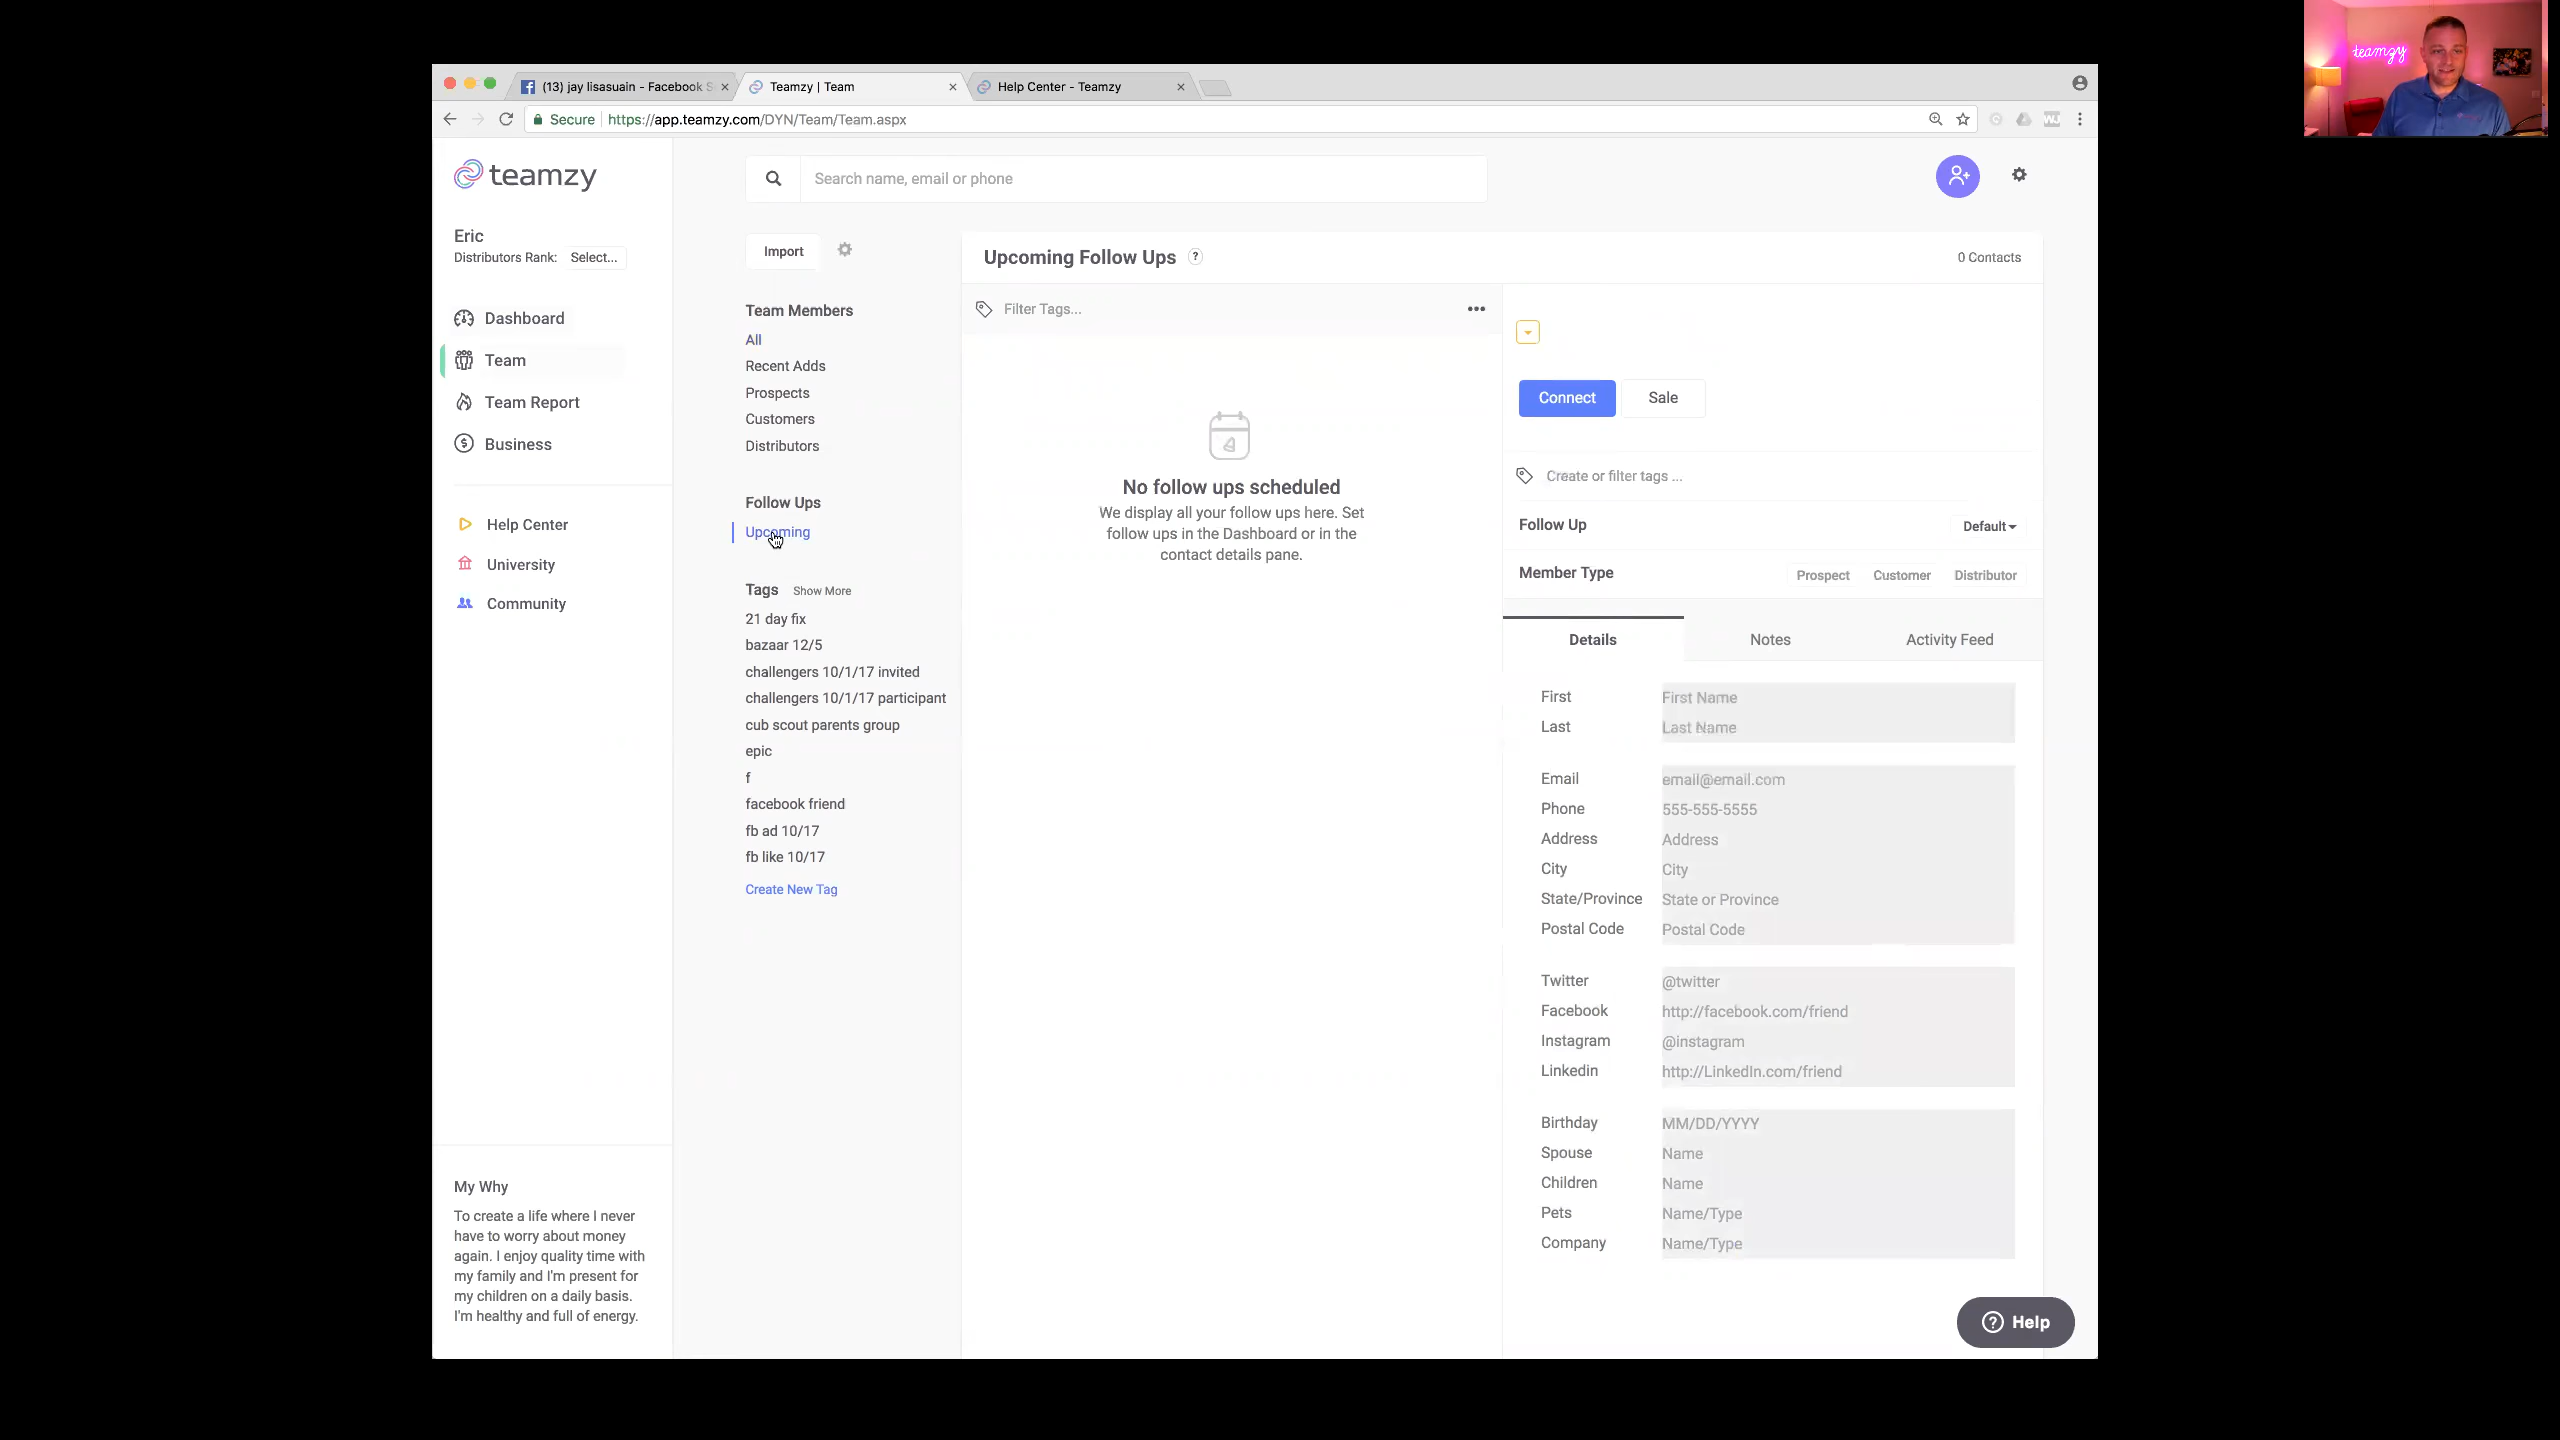 teamzy
(13) jay lisasuain - Facebook S
Teamzy | Team
Help Center - Teamzy
Secure
https://app.teamzy.com/DYN/Team/Team.aspx
teamzy
Search name, email or phone
Eric
Distributors Rank: Select...
Dashboard
Team
Team Report
Business
Help Center
University
Community
My Why
To create a life where I never
have to worry about money
again. I enjoy quality time with
my family and I'm present for
my children on a daily basis.
I'm healthy and full of energy.
Import
Team Members
All
Recent Adds
Prospects
Customers
Distributors
Follow Ups
Upcoming
Tags Show More
21 day fix
bazaar 12/5
challengers 10/1/17 invited
challengers 10/1/17 participant
cub scout parents group
epic
f
facebook friend
fb ad 10/17
fb like 10/17
Create New Tag
Upcoming Follow Ups ?
0 Contacts
Filter Tags...
No follow ups scheduled
We display all your follow ups here. Set
follow ups in the Dashboard or in the
contact details pane.
Connect Sale
Create or filter tags ...
Follow Up Default
Member Type Prospect Customer Distributor
Details Notes Activity Feed
First First Name
Last Last Name
Email email@email.com
Phone 555-555-5555
Address Address
City City
State/Province State or Province
Postal Code Postal Code
Twitter @twitter
Facebook http://facebook.com/friend
Instagram @instagram
Linkedin http://LinkedIn.com/friend
Birthday MM/DD/YYYY
Spouse Name
Children Name
Pets Name/Type
Company Name/Type
? Help